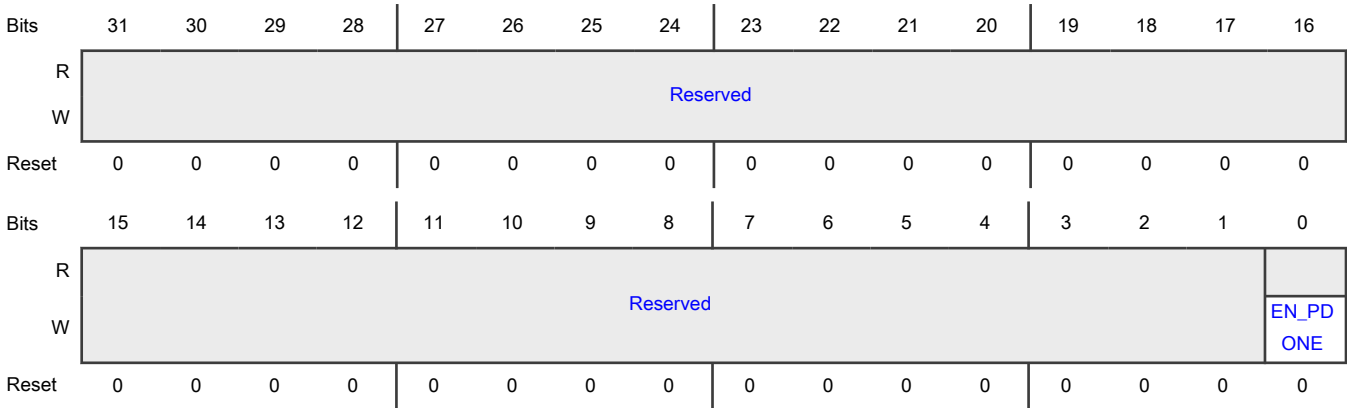 Bits 31 30 29 28 27 26 25 24 23 22 21 20 19 18 17 16
R
Reserved
W
Reset 0 0 0 0 0 0 0 0 0 0 0 0 0 0 0 0
Bits 15 14 13 12 11 10 9 8 7 6 5 4 3 2 1 0
R
Reserved
W
EN_PD
ONE
Reset 0 0 0 0 0 0 0 0 0 0 0 0 0 0 0 0